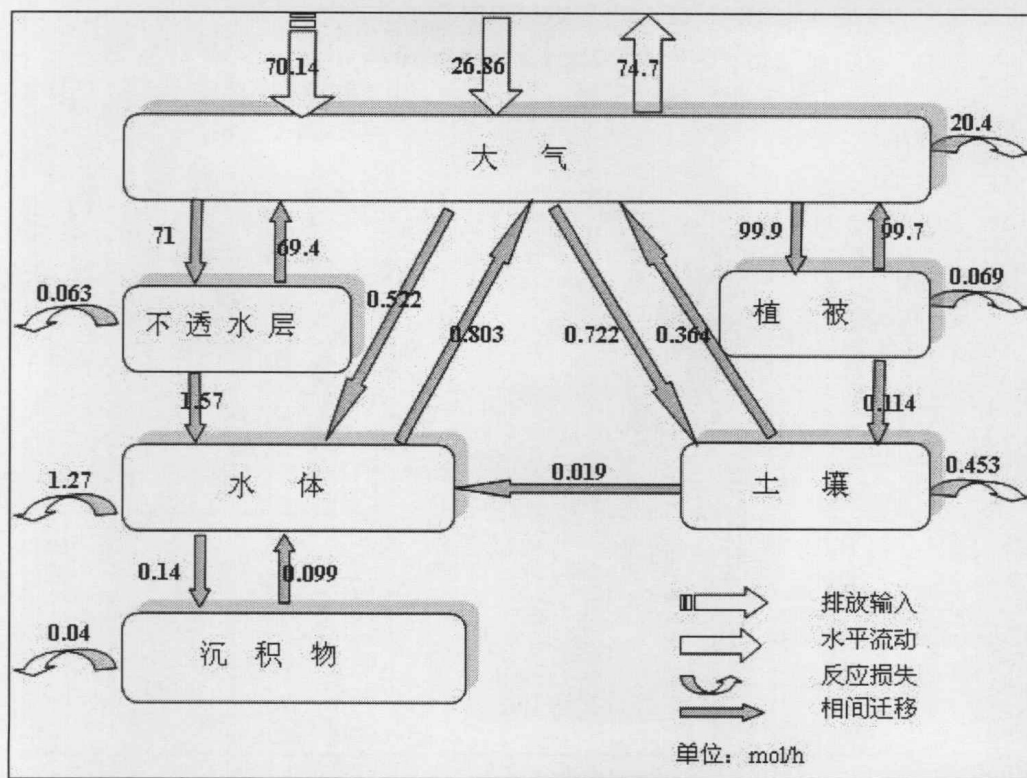 70.14
26.86
74.7
大 气
20.4
71
69.4
0.522
0.803
0.722
0.364
99.9
99.7
0.063
不 透 水 层
植 被
0.069
1.57
0.114
1.27
水 体
0.019
土 壤
0.453
0.14
0.099
0.04
沉 积 物
排放输入
水平流动
反应损失
相间迁移
单位：mol/h